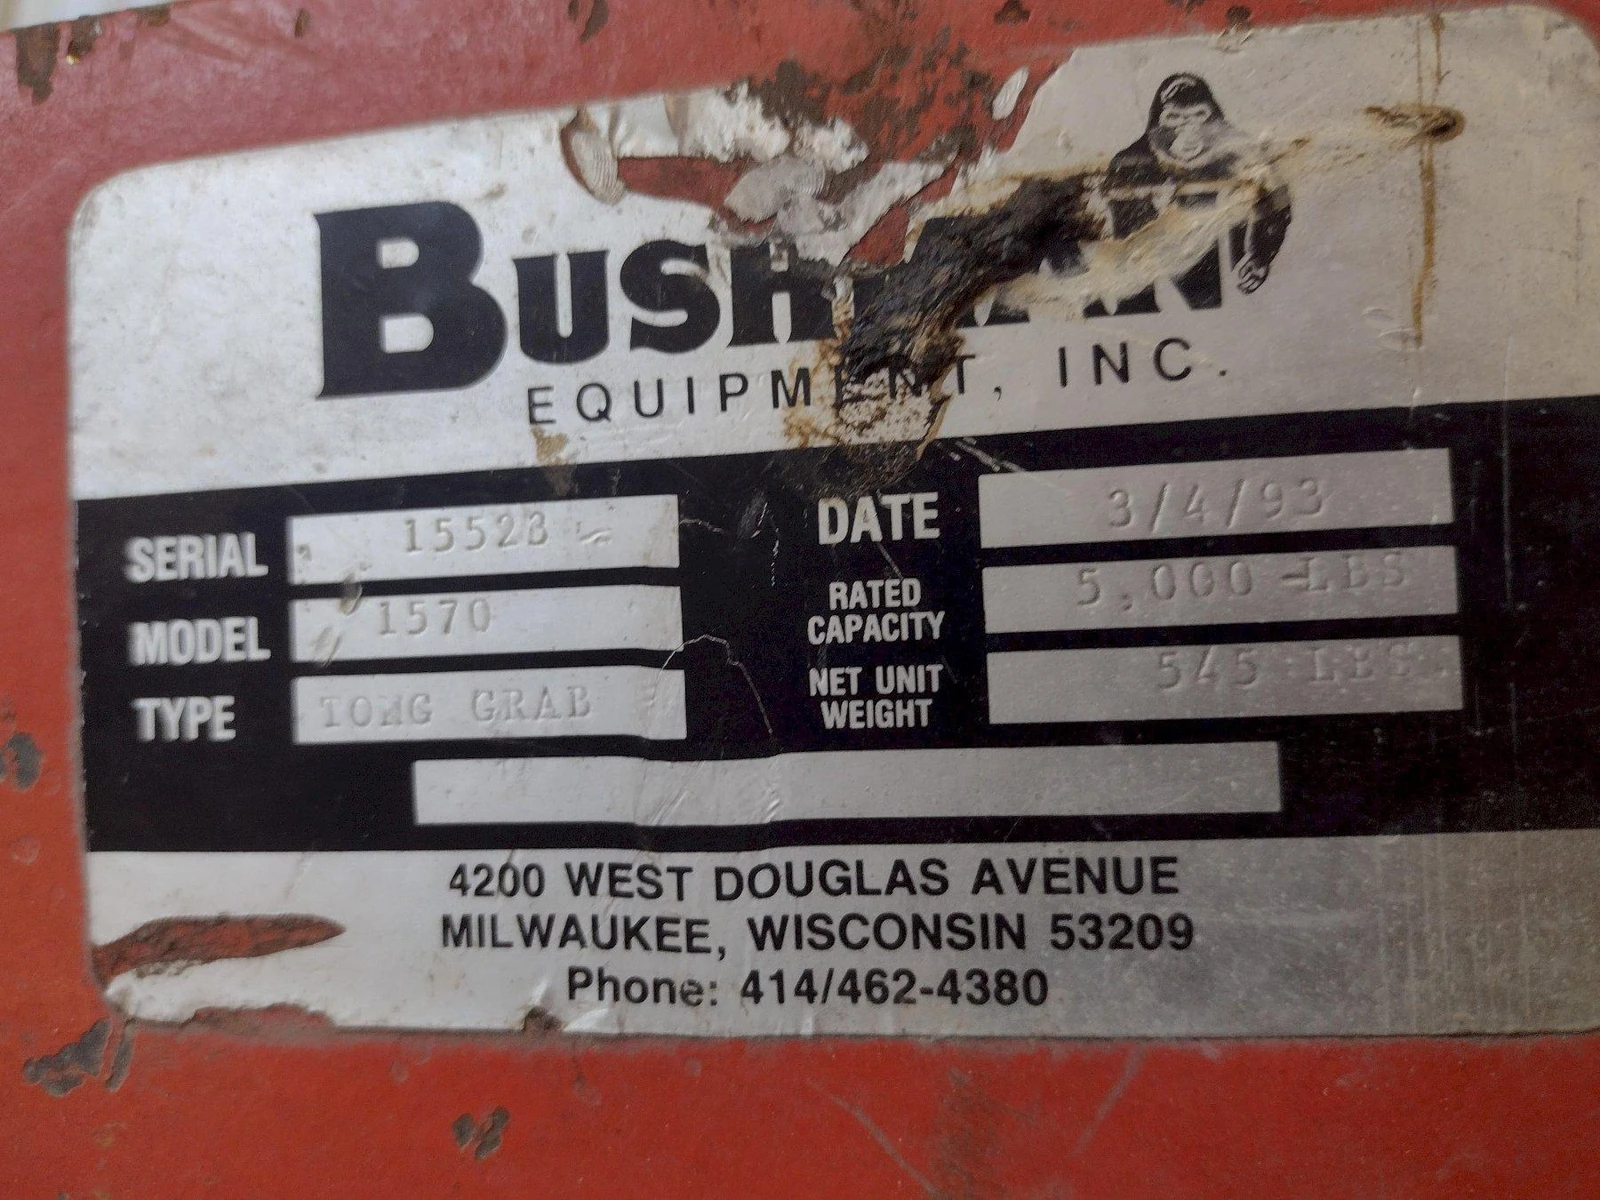 BUSHMAN
EQUIPMENT, INC.
SERIAL 15528
MODEL 1570
TYPE TONG GRAB
DATE 3/4/93
RATED CAPACITY 5,000 LBS
NET UNIT WEIGHT 545 LBS
4200 WEST DOUGLAS AVENUE
MILWAUKEE, WISCONSIN 53209
Phone: 414/462-4380